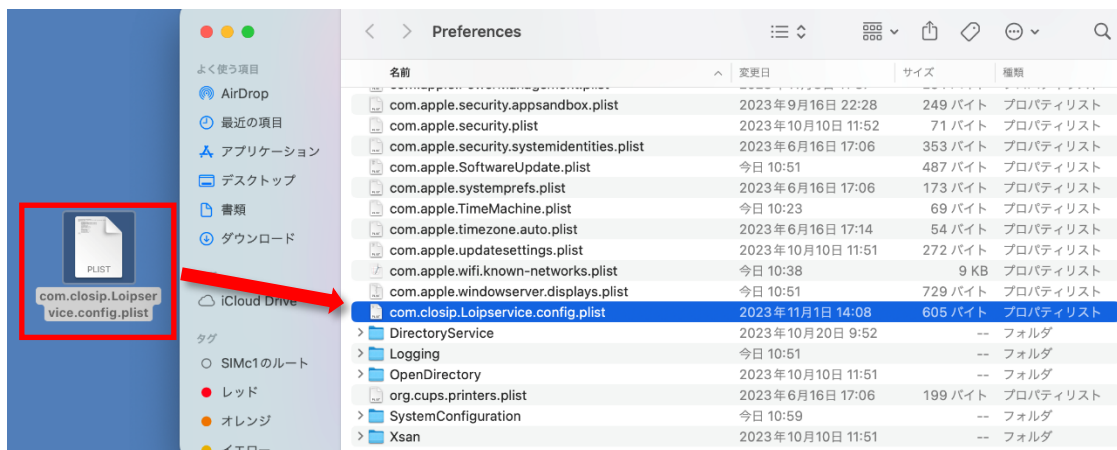 PLIST
com.closip.Loipser
vice.config.plist
よく使う項目
AirDrop
最近の項目
アプリケーション
デスクトップ
書類
ダウンロード
iCloud Drive
タグ
SIMc1のルート
レッド
オレンジ
イエロー
Preferences
名前 変更日 サイズ 種類
com.apple.security.appsandbox.plist 2023年9月16日 22:28 249 バイト プロパティリスト
com.apple.security.plist 2023年10月10日 11:52 71 バイト プロパティリスト
com.apple.security.systemidentities.plist 2023年6月16日 17:06 353 バイト プロパティリスト
com.apple.SoftwareUpdate.plist 今日 10:51 487 バイト プロパティリスト
com.apple.systemprefs.plist 2023年6月16日 17:06 173 バイト プロパティリスト
com.apple.TimeMachine.plist 今日 10:23 69 バイト プロパティリスト
com.apple.timezone.auto.plist 2023年6月16日 17:14 54 バイト プロパティリスト
com.apple.updatesettings.plist 2023年10月10日 11:51 272 バイト プロパティリスト
com.apple.wifi.known-networks.plist 今日 10:38 9 KB プロパティリスト
com.apple.windowserver.displays.plist 今日 10:51 729 バイト プロパティリスト
com.closip.Loipservice.config.plist 2023年11月1日 14:08 605 バイト プロパティリスト
DirectoryService 2023年10月20日 9:52 -- フォルダ
Logging 今日 10:51 -- フォルダ
OpenDirectory 2023年10月10日 11:51 -- フォルダ
org.cups.printers.plist 2023年6月16日 17:06 199 バイト プロパティリスト
SystemConfiguration 今日 10:59 -- フォルダ
Xsan 2023年10月10日 11:51 -- フォルダ